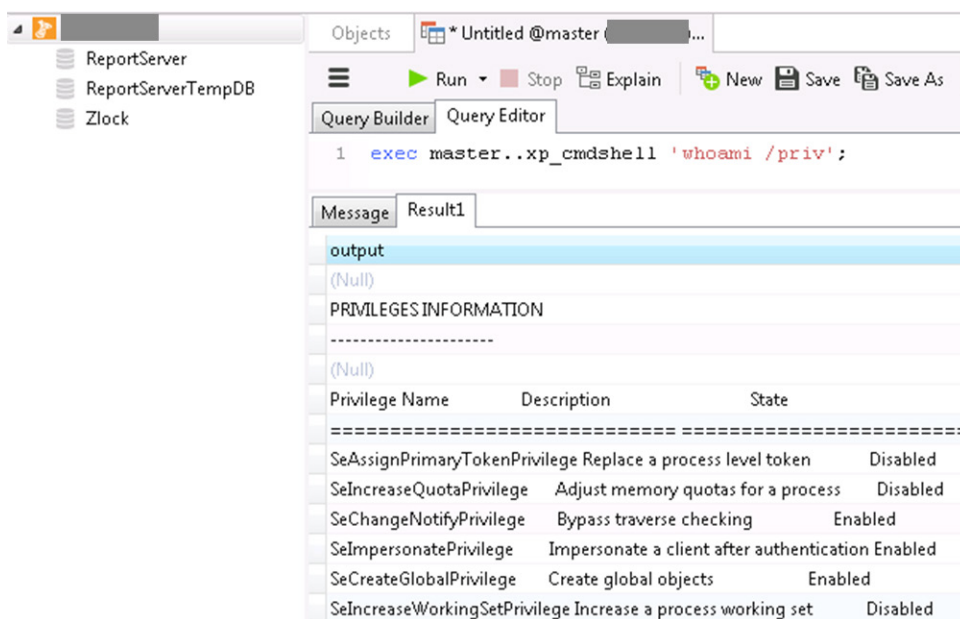 ReportServer
ReportServerTempDB
Zlock
Objects
* Untitled @master (
...
Run
Stop
Explain
New
Save
Save As
Query Builder
Query Editor
1 exec master..xp_cmdshell 'whoami /priv';
Message
Result1
output
(Null)
PRIVILEGES INFORMATION
----------------------
(Null)
Privilege Name Description State
============================= =======================
SeAssignPrimaryTokenPrivilege Replace a process level token Disabled
SeIncreaseQuotaPrivilege Adjust memory quotas for a process Disabled
SeChangeNotifyPrivilege Bypass traverse checking Enabled
SeImpersonatePrivilege Impersonate a client after authentication Enabled
SeCreateGlobalPrivilege Create global objects Enabled
SeIncreaseWorkingSetPrivilege Increase a process working set Disabled